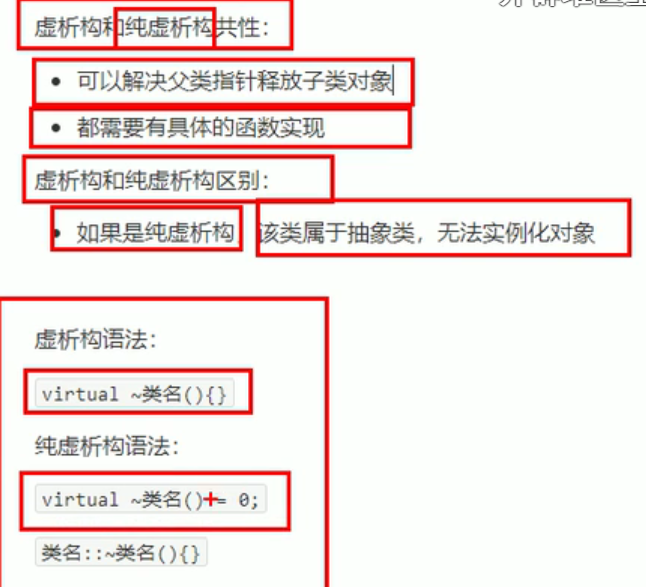 虚析构和纯虚析构共性：
可以解决父类指针释放子类对象
都需要有具体的函数实现
虚析构和纯虚析构区别：
如果是纯虚析构，该类属于抽象类，无法实例化对象
虚析构语法：
virtual ~类名(){}
纯虚析构语法：
virtual ~类名() = 0;
类名::~类名(){}